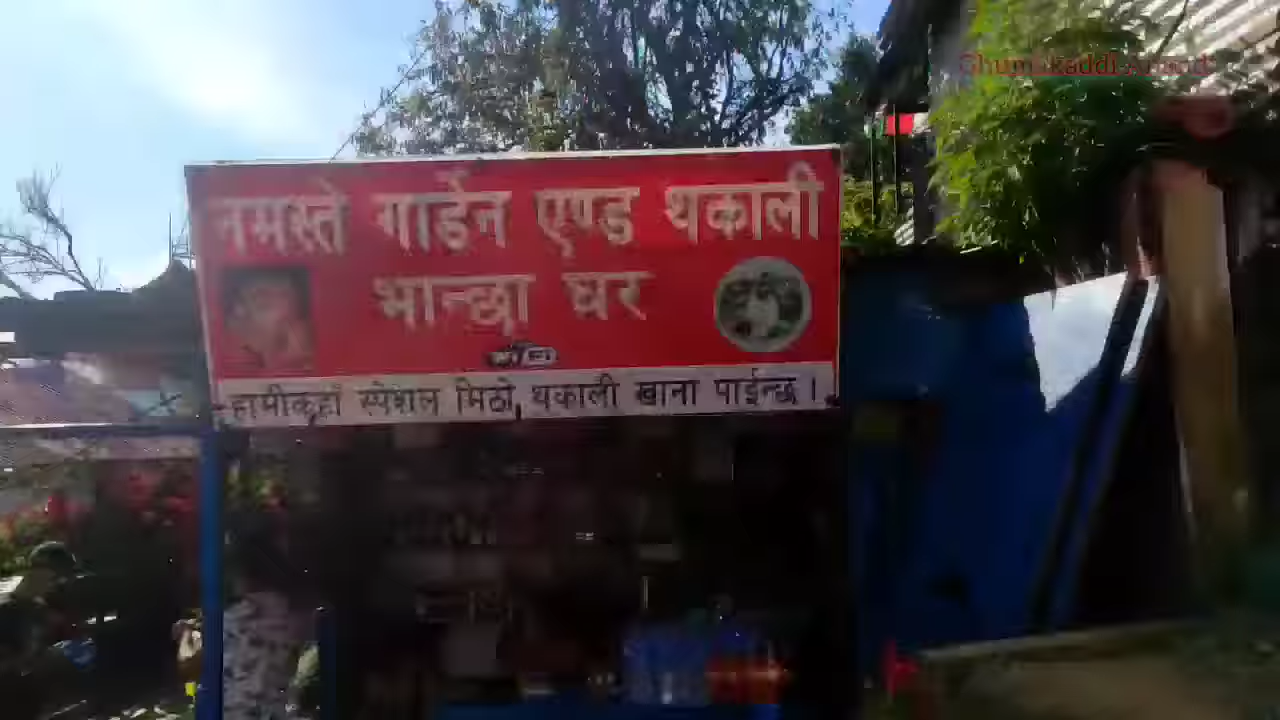 नमस्ते गार्डेन एण्ड थकाली
भान्छा घर
हामीकहाँ स्पेशल मिठो थकाली खाना पाईन्छ ।